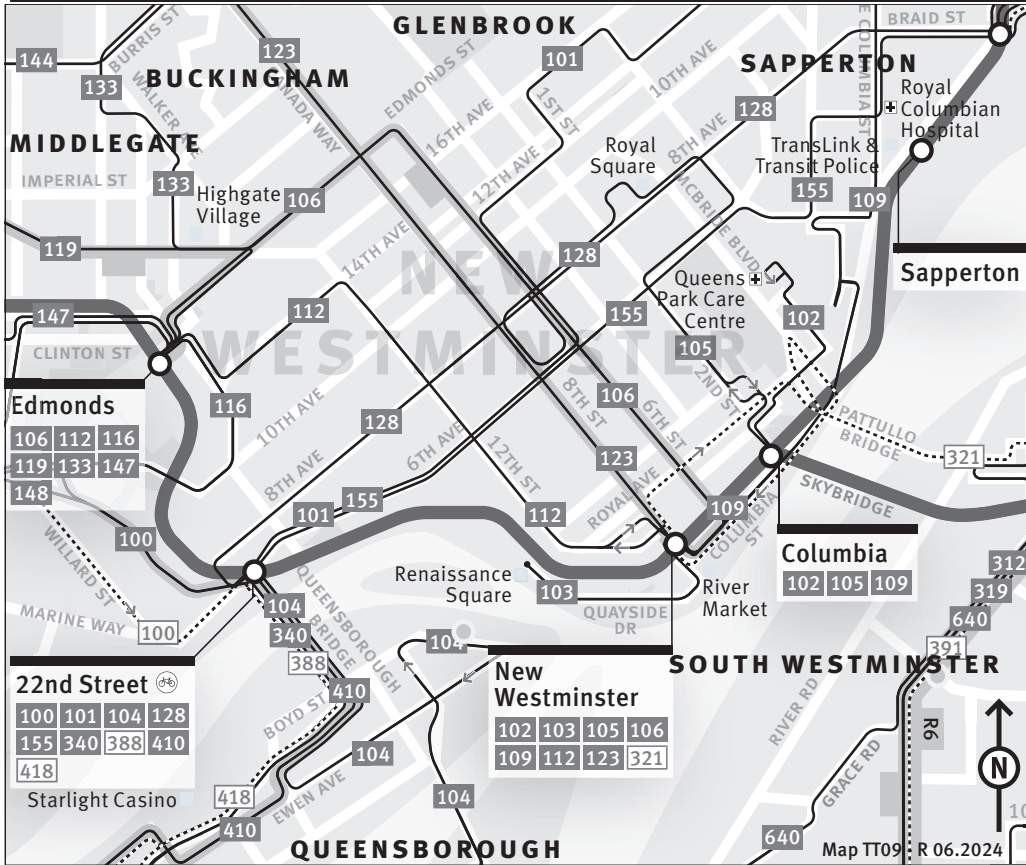 GLENBROOK
BRAID ST
BURRIS ST
123
144
101
E COLUMBIA ST
BUCKINGHAM
SAPPERTON
133
EDMONDS ST
10TH AVE
Royal
Columbian
Hospital
CANADA WAY
1ST ST
128
16TH AVE
MIDDLEGATE
Royal
Square
8TH AVE
TransLink &
Transit Police
IMPERIAL ST
133
Highgate
Village
106
12TH AVE
MCBRIDE BLVD
155
109
119
14TH AVE
128
NEW
WESTMINSTER
Sapperton
Queens
Park Care
Centre
147
112
155
102
CLINTON ST
105
Edmonds
106 112 116
119 133 147
148
116
10TH AVE
8TH ST
106
2ND ST
128
6TH ST
PATTULLO
BRIDGE
6TH AVE
12TH ST
123
321
8TH AVE
SKYBRIDGE
101
155
112
ROYAL AVE
109
COLUMBIA
ST
100
WILLARD ST
Columbia
102 105 109
312
Renaissance
Square
103
River
Market
319
QUEENSBOROUGH
BRIDGE
104
QUAYSIDE
DR
MARINE WAY
100
340
104
640
391
388
SOUTH WESTMINSTER
22nd Street
100 101 104 128
155 340 388 410
418
410
New
Westminster
102 103 105 106
109 112 123 321
BOYD ST
RIVER RD
R6
104
GRACE RD
N
Starlight Casino
418
EWEN AVE
104
410
640
QUEENSBOROUGH
Map TT09 R 06.2024